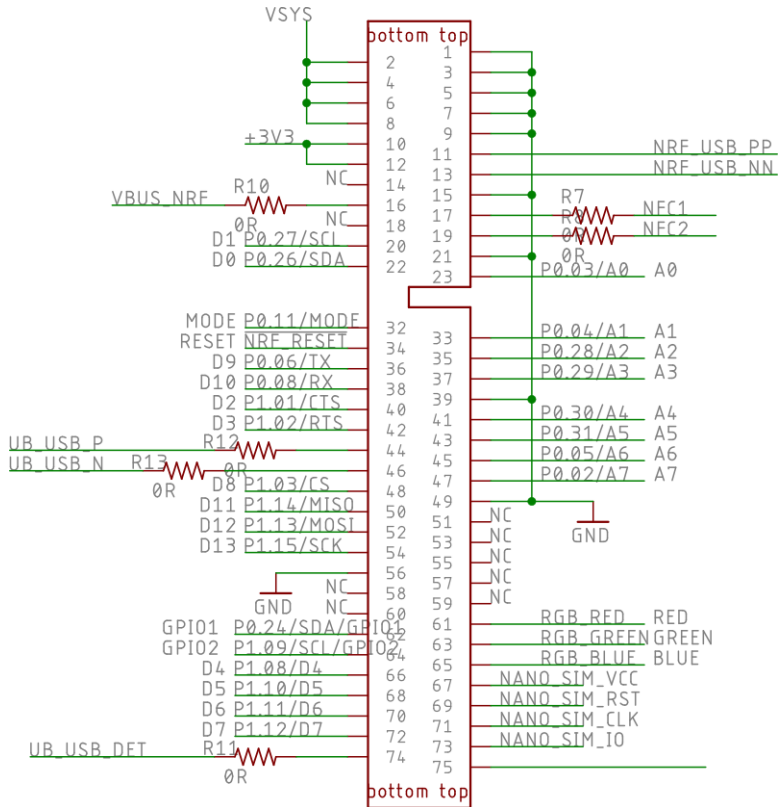 VSYS
bottom top
1
2
3
4
5
6
7
8
9
+3V3 10
11 NRF_USB_PP
12
13 NRF_USB_NN
NC 14
15
VBUS_NRF R10 0R 16
17 R7 0R NFC1
NC 18
19 R8 0R NFC2
D1 P0.27/SCL 20
21
D0 P0.26/SDA 22
23 P0.03/A0 A0
MODE P0.11/MODE 32
33 P0.04/A1 A1
RESET NRF_RESET 34
35 P0.28/A2 A2
D9 P0.06/TX 36
37 P0.29/A3 A3
D10 P0.08/RX 38
39
D2 P1.01/CTS 40
41 P0.30/A4 A4
D3 P1.02/RTS 42
43 P0.31/A5 A5
UB_USB_P R12 0R 44
45 P0.05/A6 A6
UB_USB_N R13 0R 46
47 P0.02/A7 A7
D8 P1.03/CS 48
49
GND
D11 P1.14/MISO 50
51 NC
D12 P1.13/MOSI 52
53 NC
D13 P1.15/SCK 54
55 NC
56
GND
57 NC
NC 58
59 NC
NC 60
61 RGB_RED RED
GPIO1 P0.24/SDA/GPIO1 62
63 RGB_GREEN GREEN
GPIO2 P1.09/SCL/GPIO2 64
65 RGB_BLUE BLUE
D4 P1.08/D4 66
67 NANO_SIM_VCC
D5 P1.10/D5 68
69 NANO_SIM_RST
D6 P1.11/D6 70
71 NANO_SIM_CLK
D7 P1.12/D7 72
73 NANO_SIM_IO
UB_USB_DET R11 0R 74
75
bottom top